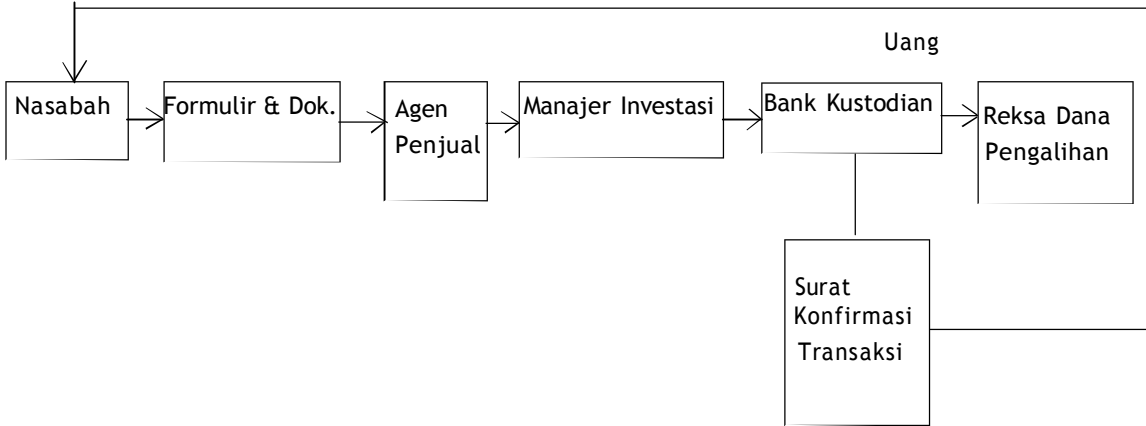 Uang
Nasabah
Formulir & Dok.
Agen
Penjual
Manajer Investasi
Bank Kustodian
Reksa Dana
Pengalihan
Surat
Konfirmasi
Transaksi